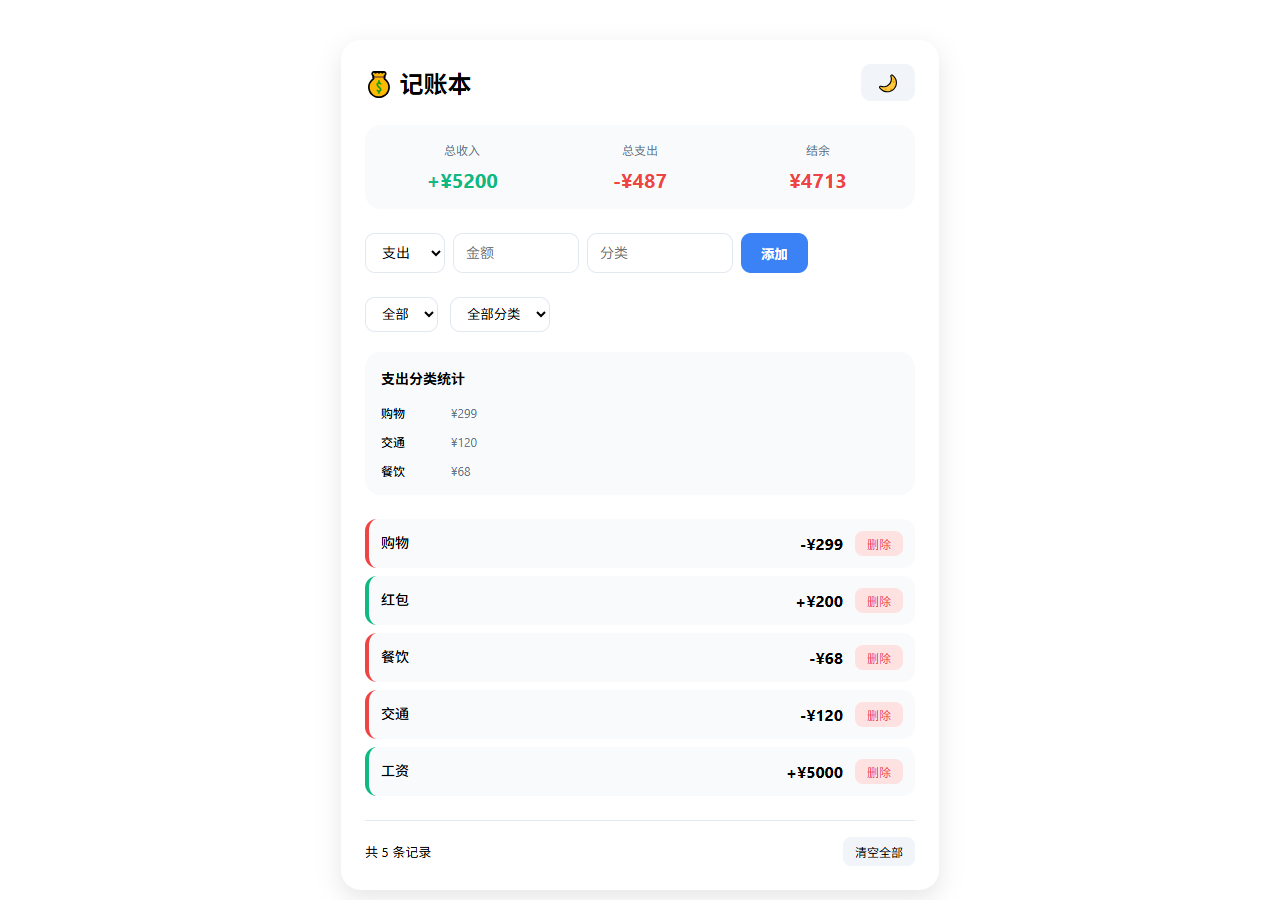 记账本
总收入 总支出 结余
+¥5200 -¥487 ¥4713
支出 金额 分类 添加
全部 全部分类
支出分类统计
购物 ¥299
交通 ¥120
餐饮 ¥68
购物 -¥299 删除
红包 +¥200 删除
餐饮 -¥68 删除
交通 -¥120 删除
工资 +¥5000 删除
共 5 条记录 清空全部